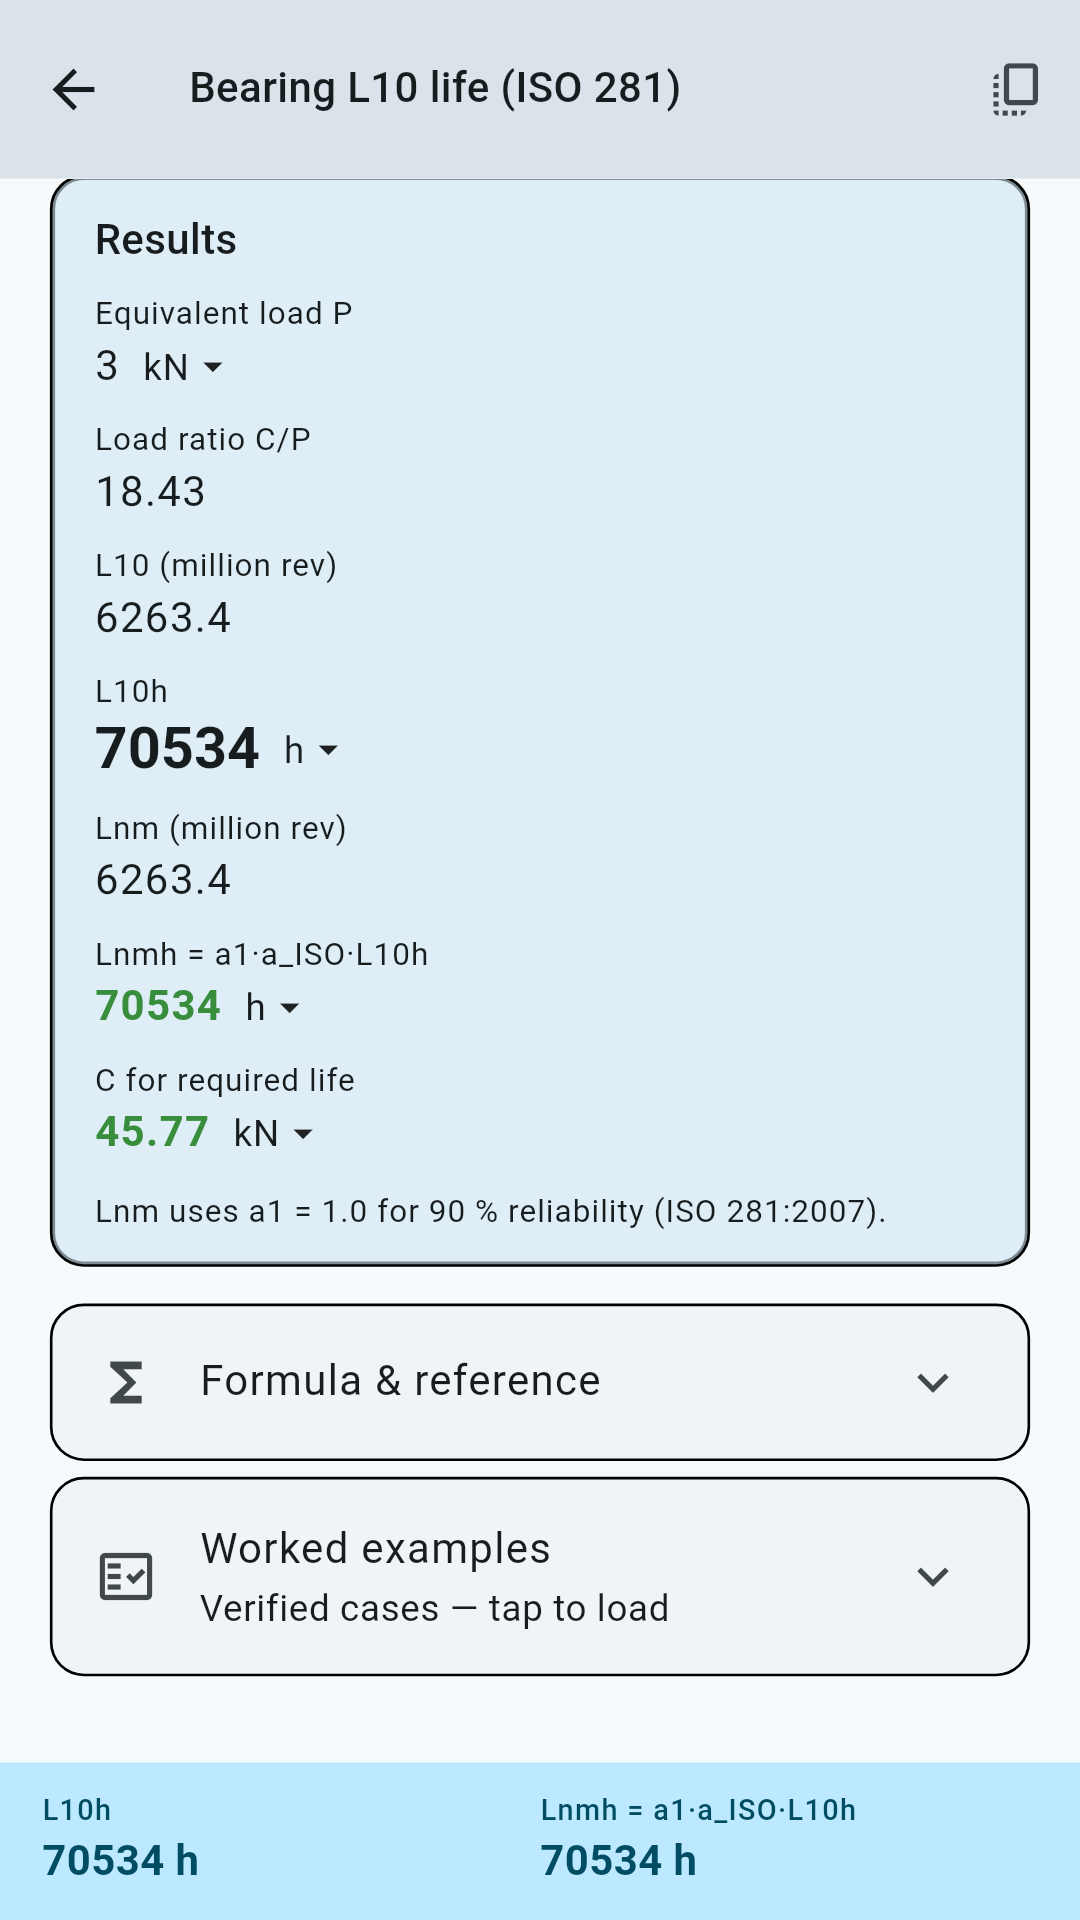 Bearing L10 life (ISO 281)
Results
Equivalent load P
3 kN
Load ratio C/P
18.43
L10 (million rev)
6263.4
L10h
70534 h
Lnm (million rev)
6263.4
Lnmh = a1·a_ISO·L10h
70534 h
C for required life
45.77 kN
Lnm uses a1 = 1.0 for 90 % reliability (ISO 281:2007).
Formula & reference
Worked examples
Verified cases — tap to load
L10h
70534 h
Lnmh = a1·a_ISO·L10h
70534 h